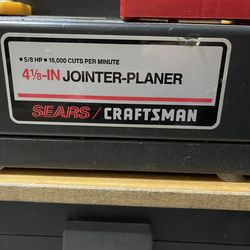 ▪ 5/8 HP ▪ 16,000 CUTS PER MINUTE
4⅛-IN JOINTER-PLANER
SEARS / CRAFTSMAN